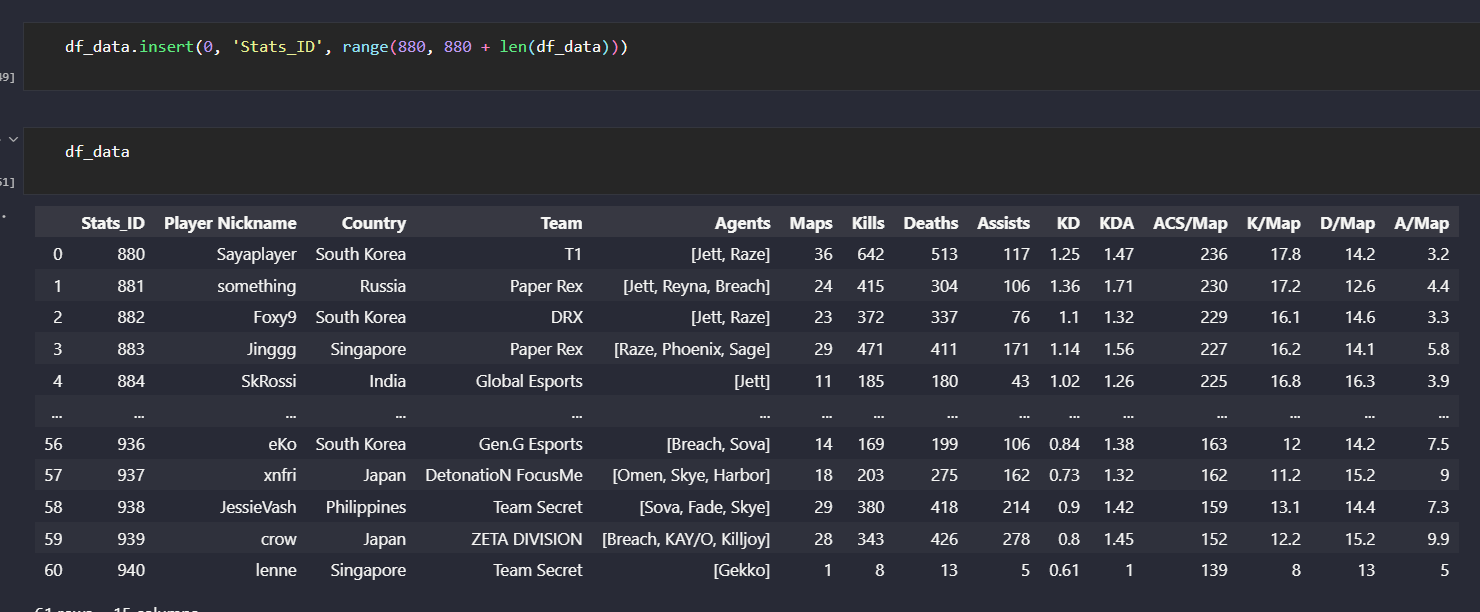 df_data.insert(0, 'Stats_ID', range(880, 880 + len(df_data)))
49]
df_data
51]
Stats_ID Player Nickname Country Team Agents Maps Kills Deaths Assists KD KDA ACS/Map K/Map D/Map A/Map
0 880 Sayaplayer South Korea T1 [Jett, Raze] 36 642 513 117 1.25 1.47 236 17.8 14.2 3.2
1 881 something Russia Paper Rex [Jett, Reyna, Breach] 24 415 304 106 1.36 1.71 230 17.2 12.6 4.4
2 882 Foxy9 South Korea DRX [Jett, Raze] 23 372 337 76 1.1 1.32 229 16.1 14.6 3.3
3 883 Jinggg Singapore Paper Rex [Raze, Phoenix, Sage] 29 471 411 171 1.14 1.56 227 16.2 14.1 5.8
4 884 SkRossi India Global Esports [Jett] 11 185 180 43 1.02 1.26 225 16.8 16.3 3.9
... ... ... ... ... ... ... ... ... ... ... ... ... ... ... ...
56 936 eKo South Korea Gen.G Esports [Breach, Sova] 14 169 199 106 0.84 1.38 163 12 14.2 7.5
57 937 xnfri Japan DetonatioN FocusMe [Omen, Skye, Harbor] 18 203 275 162 0.73 1.32 162 11.2 15.2 9
58 938 JessieVash Philippines Team Secret [Sova, Fade, Skye] 29 380 418 214 0.9 1.42 159 13.1 14.4 7.3
59 939 crow Japan ZETA DIVISION [Breach, KAY/O, Killjoy] 28 343 426 278 0.8 1.45 152 12.2 15.2 9.9
60 940 lenne Singapore Team Secret [Gekko] 1 8 13 5 0.61 1 139 8 13 5
61 rows 15 columns